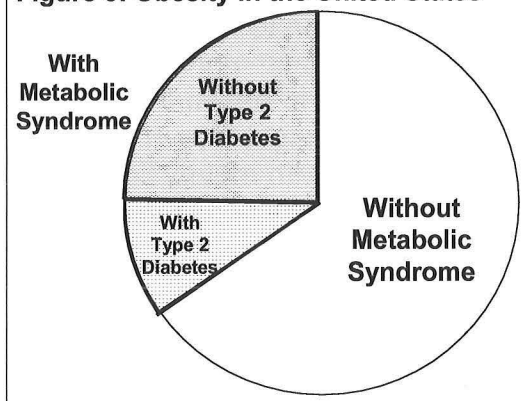 Figure Obesity in the United States
With
Metabolic
Syndrome
Without
Type 2
Diabetes
With
Type 2
Diabetes
Without
Metabolic
Syndrome